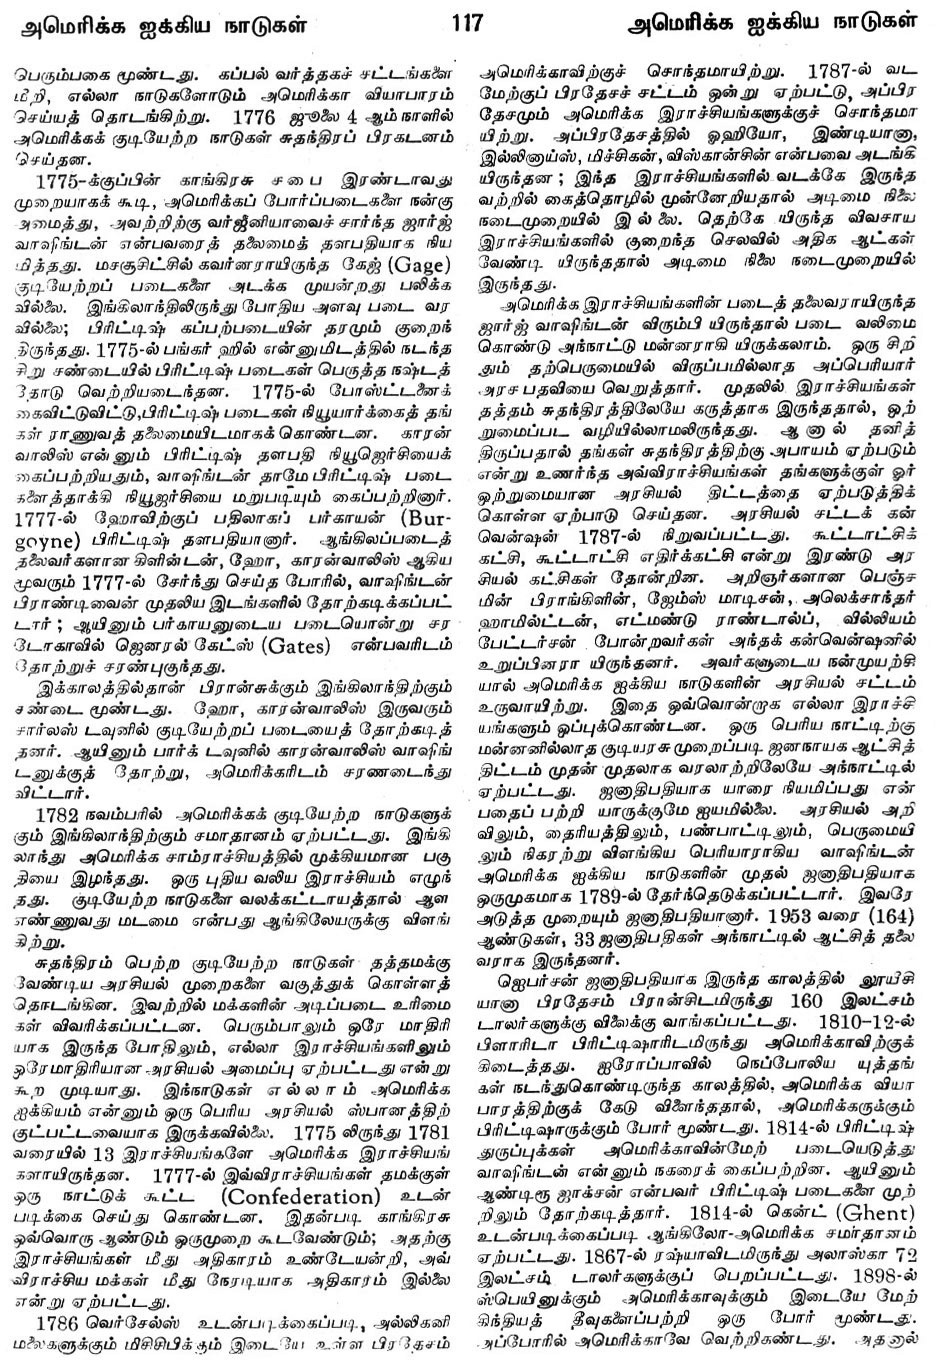 அமெரிக்க ஐக்கிய நாடுகள்
117
அமெரிக்க ஐக்கிய நாடுகள்
பெரும்பகை மூண்டது. கப்பல் வர்த்தகச் சட்டங்களை
மீறி, எல்லா நாடுகளோடும் அமெரிக்கா வியாபாரம்
செய்யத் தொடங்கிற்று. 1776 ஜூலை 4 ஆம் நாளில்
அமெரிக்கக் குடியேற்ற நாடுகள் சுதந்திரப் பிரகடனம்
செய்தன.
1775-க்குப்பின் காங்கிரசு சபை இரண்டாவது
முறையாகக் கூடி, அமெரிக்கப் போர்ப்படைகளை நன்கு
அமைத்து, அவற்றிற்கு வர்ஜீனியாவைச் சார்ந்த ஜார்ஜ்
வாஷிங்டன் என்பவரைத் தலைமைத் தளபதியாக நிய
மித்தது. மசசூசிட்சில் கவர்னராயிருந்த கேஜ் (Gage)
குடியேற்றப் படைகளை அடக்க முயன்றது பலிக்க
வில்லை. இங்கிலாந்திலிருந்து போதிய அளவு படை வர
வில்லை; பிரிட்டிஷ் கப்பற்படையின் தரமும் குறைந்
திருந்தது. 1775-ல் பங்கர் ஹில் என்னுமிடத்தில் நடந்த
சிறு சண்டையில் பிரிட்டிஷ் படைகள் பெருத்த நஷ்டத்
தோடு வெற்றியடைந்தன. 1775-ல் போஸ்ட்டனைக்
கைவிட்டுவிட்டு,பிரிட்டிஷ் படைகள் நியூயார்க்கைத் தங்
கள் ராணுவத் தலைமையிடமாகக் கொண்டன. காரன்
வாலிஸ் என்னும் பிரிட்டிஷ் தளபதி நியூஜெர்சியைக்
கைப்பற்றியதும், வாஷிங்டன் தாமே பிரிட்டிஷ் படை
களைத்தாக்கி நியூஜர்சியை மறுபடியும் கைப்பற்றினார்.
1777-ல் ஹோவிற்குப் பதிலாகப் பர்காயன் (Bur-
goyne) பிரிட்டிஷ் தளபதியானார். ஆங்கிலப்படைத்
தலைவர்களான கிளின்டன், ஹோ, காரன்வாலிஸ் ஆகிய
மூவரும் 1777-ல் சேர்ந்து செய்த போரில், வாஷிங்டன்
பிராண்டிவைன் முதலிய இடங்களில் தோற்கடிக்கப்பட்
டார் ; ஆயினும் பர்காயனுடைய படையொன்று சர
டோகாவில் ஜெனரல் கேட்ஸ் (Gates) என்பவரிடம்
தோற்றுச் சரண்புகுந்தது.
இக்காலத்தில்தான் பிரான்சுக்கும் இங்கிலாந்திற்கும்
சண்டை மூண்டது. ஹோ, காரன்வாலிஸ் இருவரும்
சார்லஸ் டவுனில் குடியேற்றப் படையைத் தோற்கடித்
தனர். ஆயினும் பார்க் டவுனில் காரன்வாலிஸ் வாஷிங்
டனுக்குத் தோற்று, அமெரிக்கரிடம் சரணடைந்து
விட்டார்.
1782 நவம்பரில் அமெரிக்கக் குடியேற்ற நாடுகளுக்
கும் இங்கிலாந்திற்கும் சமாதானம் ஏற்பட்டது. இங்கி
லாந்து அமெரிக்க சாம்ராச்சியத்தில் முக்கியமான பகு
தியை இழந்தது. ஒரு புதிய வலிய இராச்சியம் எழுந்
தது. குடியேற்ற நாடுகளை வலக்கட்டாயத்தால் ஆள
எண்ணுவது மடமை என்பது ஆங்கிலேயருக்கு விளங்
கிற்று.
சுதந்திரம் பெற்ற குடியேற்ற நாடுகள் தத்தமக்கு
வேண்டிய அரசியல் முறைகளை வகுத்துக் கொள்ளத்
தொடங்கின. இவற்றில் மக்களின் அடிப்படை உரிமை
கள் விவரிக்கப்பட்டன. பெரும்பாலும் ஒரே மாதிரி
யாக இருந்த போதிலும், எல்லா இராச்சியங்களிலும்
ஒரேமாதிரியான அரசியல் அமைப்பு ஏற்பட்டது என்று
கூற முடியாது. இந்நாடுகள் எல்லாம் அமெரிக்க
ஐக்கியம் என்னும் ஒரு பெரிய அரசியல் ஸ்பானத்திற்
குட்பட்டவையாக இருக்கவில்லை. 1775 லிருந்து 1781
வரையில் 13 இராச்சியங்களே அமெரிக்க இராச்சியங்
களாயிருந்தன. 1777-ல் இவ்விராச்சியங்கள் தமக்குள்
ஒரு நாட்டுக் கூட்ட (Confederation) உடன்
படிக்கை செய்து கொண்டன. இதன்படி காங்கிரசு
ஒவ்வொரு ஆண்டும் ஒருமுறை கூடவேண்டும்; அதற்கு
இராச்சியங்கள் மீது அதிகாரம் உண்டேயன்றி, அவ்
விராச்சிய மக்கள் மீது நேரடியாக அதிகாரம் இல்லை
என்று ஏற்பட்டது.
1786 வெர்சேல்ஸ் உடன்படிக்கைப்படி, அல்லிகனி
மலைகளுக்கும் மிசிசிபிக்கும் இடையே உள்ள பிரதேசம்
அமெரிக்காவிற்குச் சொந்தமாயிற்று. 1787-ல் வட
மேற்குப் பிரதேசச் சட்டம் ஒன்று ஏற்பட்டு, அப்பிர
தேசமும் அமெரிக்க இராச்சியங்களுக்குச் சொந்தமா
யிற்று. அப்பிரதேசத்தில் ஓஹியோ, இண்டியானா,
இல்லினாய்ஸ், மிச்சிகன், விஸ்கான்சின் என்பவை அடங்கி
யிருந்தன ; இந்த இராச்சியங்களில் வடக்கே இருந்த
வற்றில் கைத்தொழில் முன்னேறியதால் அடிமை நிலை
நடைமுறையில் இல்லை. தெற்கே யிருந்த விவசாய
இராச்சியங்களில் குறைந்த செலவில் அதிக ஆட்கள்
வேண்டி யிருந்ததால் அடிமை நிலை நடைமுறையில்
இருந்தது.
அமெரிக்க இராச்சியங்களின் படைத் தலைவராயிருந்த
ஜார்ஜ் வாஷிங்டன் விரும்பி யிருந்தால் படை வலிமை
கொண்டு அந்நாட்டு மன்னராகி யிருக்கலாம். ஒரு சிறி
தும் தற்பெருமையில் விருப்பமில்லாத அப்பெரியார்
அரச பதவியை வெறுத்தார். முதலில் இராச்சியங்கள்
தத்தம் சுதந்திரத்திலேயே கருத்தாக இருந்ததால், ஒற்
றுமைப்பட வழியில்லாமலிருந்தது. ஆனால் தனித்
திருப்பதால் தங்கள் சுதந்திரத்திற்கு அபாயம் ஏற்படும்
என்று உணர்ந்த அவ்விராச்சியங்கள் தங்களுக்குள் ஓர்
ஒற்றுமையான அரசியல் திட்டத்தை ஏற்படுத்திக்
கொள்ள ஏற்பாடு செய்தன. அரசியல் சட்டக் கன்
வென்ஷன் 1787-ல் நிறுவப்பட்டது. கூட்டாட்சிக்
கட்சி, கூட்டாட்சி எதிர்க்கட்சி என்று இரண்டு அர
சியல் கட்சிகள் தோன்றின. அறிஞர்களான பெஞ்ச
மின் பிராங்கிளின், ஜேம்ஸ் மாடிசன், அலெக்சாந்தர்
ஹாமில்ட்டன், எட்மண்டு ராண்டால்ப், வில்லியம்
பேட்டர்சன் போன்றவர்கள் அந்தக் கன்வென்ஷனில்
உறுப்பினரா யிருந்தனர். அவர்களுடைய நன்முயற்சி
யால் அமெரிக்க ஐக்கிய நாடுகளின் அரசியல் சட்டம்
உருவாயிற்று. இதை ஒவ்வொன்றாக எல்லா இராச்சி
யங்களும் ஒப்புக்கொண்டன. ஒரு பெரிய நாட்டிற்கு
மன்னனில்லாத குடியரசு முறைப்படி ஜனநாயக ஆட்சித்
திட்டம் முதன் முதலாக வரலாற்றிலேயே அந்நாட்டில்
ஏற்பட்டது. ஜனாதிபதியாக யாரை நியமிப்பது என்
பதைப் பற்றி யாருக்குமே ஐயமில்லை. அரசியல் அறி
விலும், தைரியத்திலும், பண்பாட்டிலும், பெருமையி
லும் நிகரற்று விளங்கிய பெரியாராகிய வாஷிங்டன்
அமெரிக்க ஐக்கிய நாடுகளின் முதல் ஜனாதிபதியாக
ஒருமுகமாக 1789-ல் தேர்ந்தெடுக்கப்பட்டார். இவரே
அடுத்த முறையும் ஜனாதிபதியானார். 1953 வரை (164)
ஆண்டுகள், 33 ஜனாதிபதிகள் அந்நாட்டில் ஆட்சித் தலை
வராக இருந்தனர்.
ஜெபர்சன் ஜனாதிபதியாக இருந்த காலத்தில் லூயீசி
யானா பிரதேசம் பிரான்சிடமிருந்து 160 இலட்சம்
டாலர்களுக்கு விலைக்கு வாங்கப்பட்டது. 1810-12-ல்
பிளாரிடா பிரிட்டிஷாரிடமிருந்து அமெரிக்காவிற்குக்
கிடைத்தது. ஐரோப்பாவில் நெப்போலிய யுத்தங்
கள் நடந்துகொண்டிருந்த காலத்தில், அமெரிக்க வியா
பாரத்திற்குக் கேடு விளைந்ததால், அமெரிக்கருக்கும்
பிரிட்டிஷாருக்கும் போர் மூண்டது. 1814-ல் பிரிட்டிஷ்
துருப்புக்கள் அமெரிக்காவின்மேற் படையெடுத்து
வாஷிங்டன் என்னும் நகரைக் கைப்பற்றின. ஆயினும்
ஆண்டிரூ ஜாக்சன் என்பவர் பிரிட்டிஷ் படைகளை முற்
றிலும் தோற்கடித்தார். 1814-ல் கென்ட் (Ghent)
உடன்படிக்கைப்படி ஆங்கிலோ-அமெரிக்க சமாதானம்
ஏற்பட்டது. 1867-ல் ரஷ்யாவிடமிருந்து அலாஸ்கா 72
இலட்சம் டாலர்களுக்குப் பெறப்பட்டது. 1898-ல்
ஸ்பெயினுக்கும் அமெரிக்காவுக்கும் இடையே மேற்
கிந்தியத் தீவுகளைப்பற்றி ஒரு போர் மூண்டது.
அப்போரில் அமெரிக்காவே வெற்றிகண்டது. அதனால்